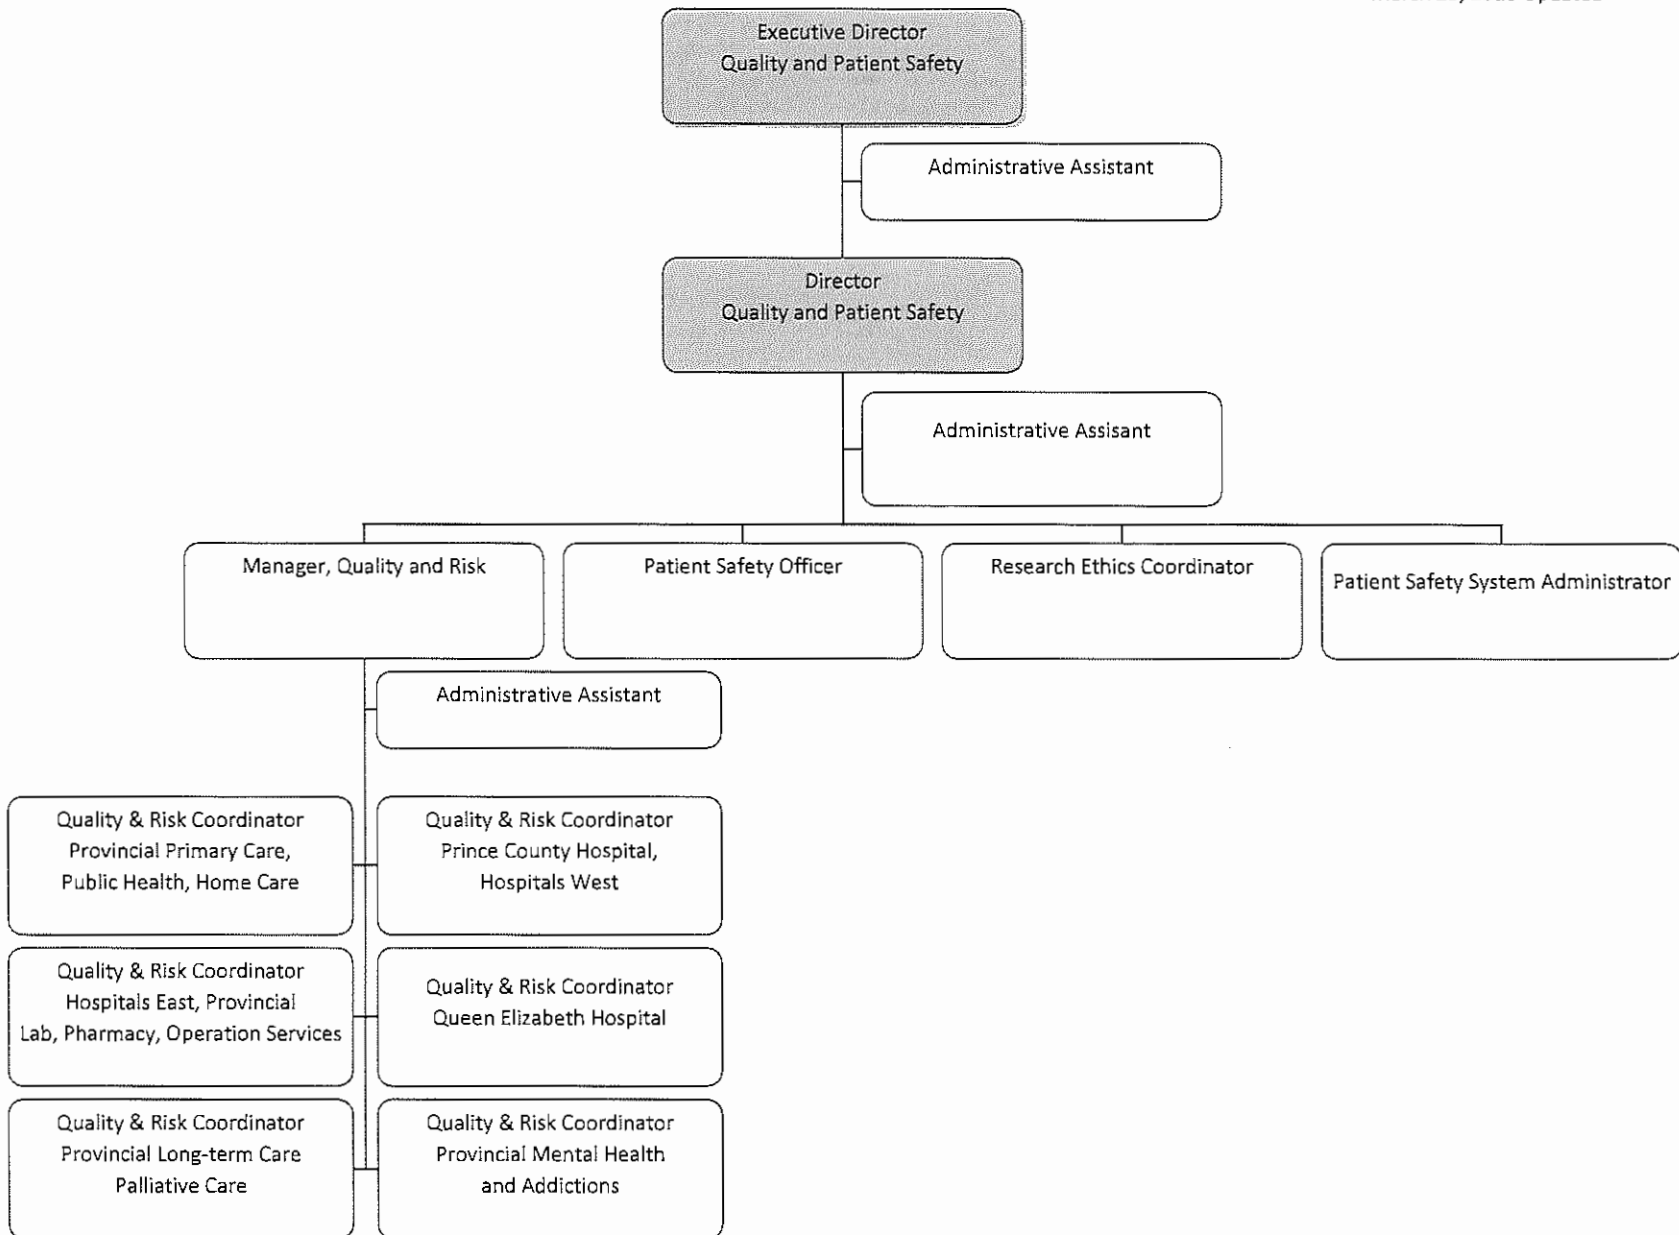 Executive Director
Quality and Patient Safety
Administrative Assistant
Director
Quality and Patient Safety
Administrative Assisant
Manager, Quality and Risk
Patient Safety Officer
Research Ethics Coordinator
Patient Safety System Administrator
Administrative Assistant
Quality & Risk Coordinator
Provincial Primary Care,
Public Health, Home Care
Quality & Risk Coordinator
Prince County Hospital,
Hospitals West
Quality & Risk Coordinator
Hospitals East, Provincial
Lab, Pharmacy, Operation Services
Quality & Risk Coordinator
Queen Elizabeth Hospital
Quality & Risk Coordinator
Provincial Long-term Care
Palliative Care
Quality & Risk Coordinator
Provincial Mental Health
and Addictions